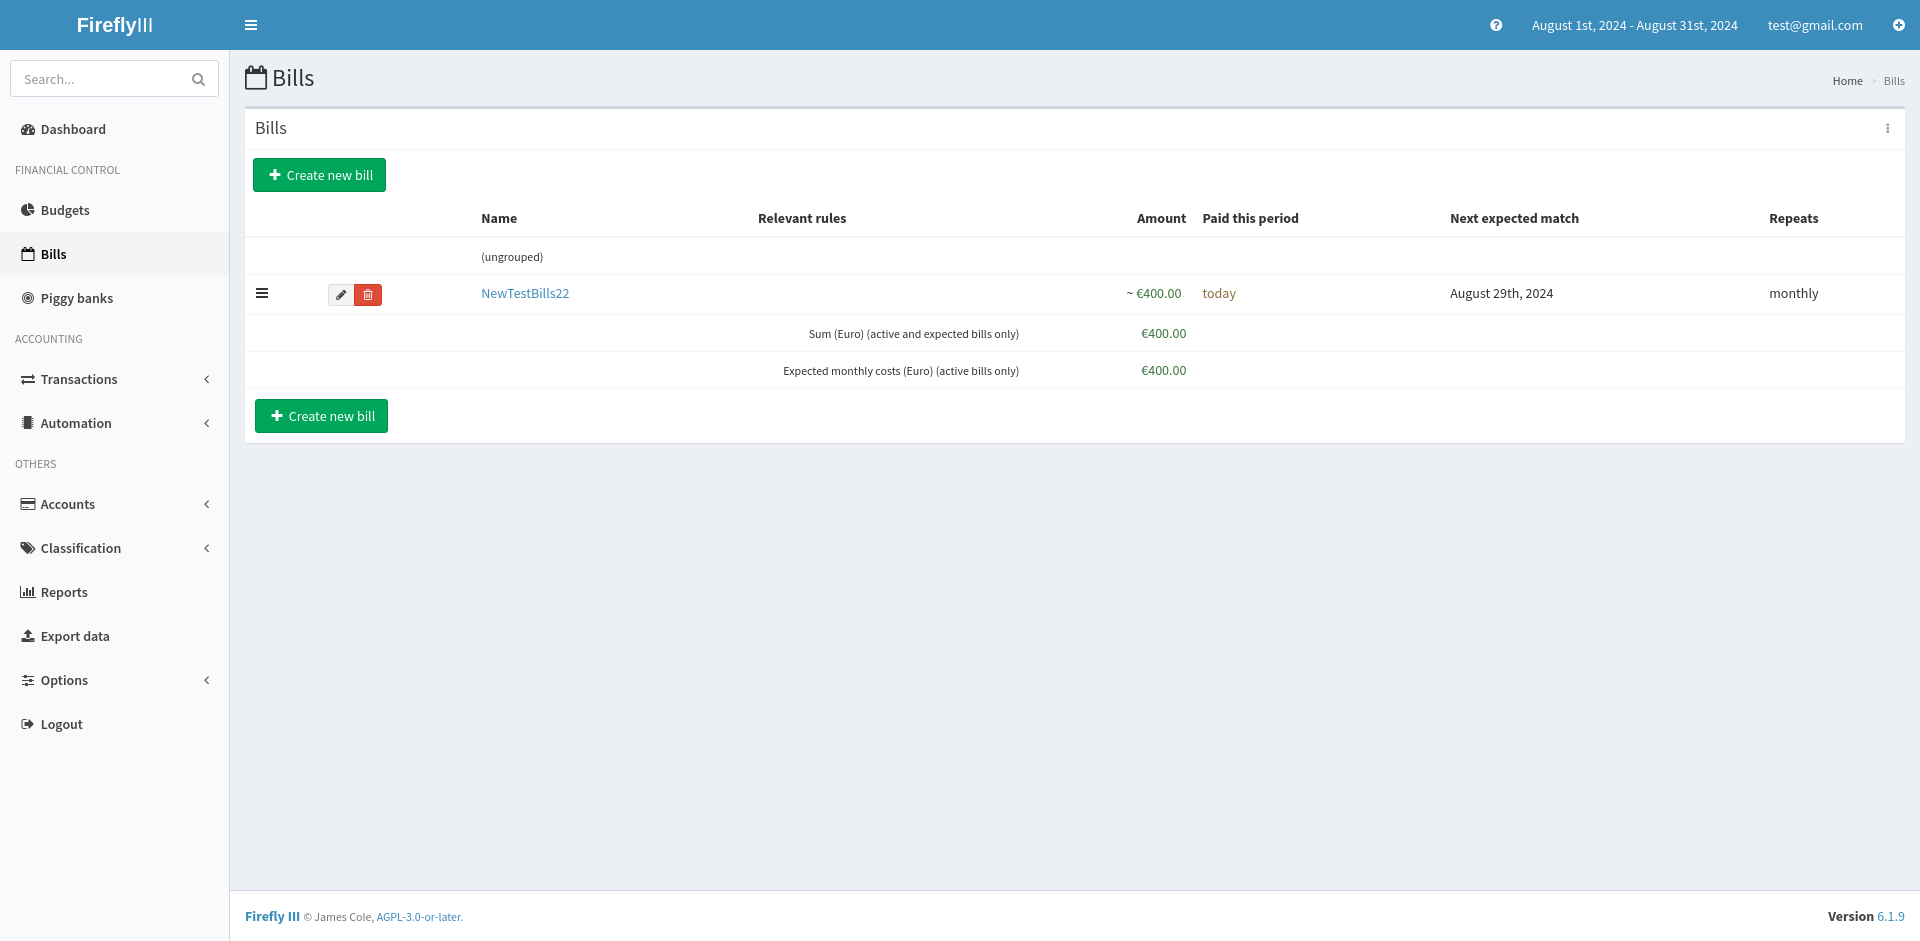 FireflyIII
August 1st, 2024 - August 31st, 2024
test@gmail.com
Search...
Dashboard
FINANCIAL CONTROL
Budgets
Bills
Piggy banks
ACCOUNTING
Transactions
Automation
OTHERS
Accounts
Classification
Reports
Export data
Options
Logout
Bills
Home > Bills
Bills
Create new bill
Name Relevant rules Amount Paid this period Next expected match Repeats
(ungrouped)
NewTestBills22 ~ €400.00 today August 29th, 2024 monthly
Sum (Euro) (active and expected bills only) €400.00
Expected monthly costs (Euro) (active bills only) €400.00
Create new bill
Firefly III © James Cole, AGPL-3.0-or-later.
Version 6.1.9